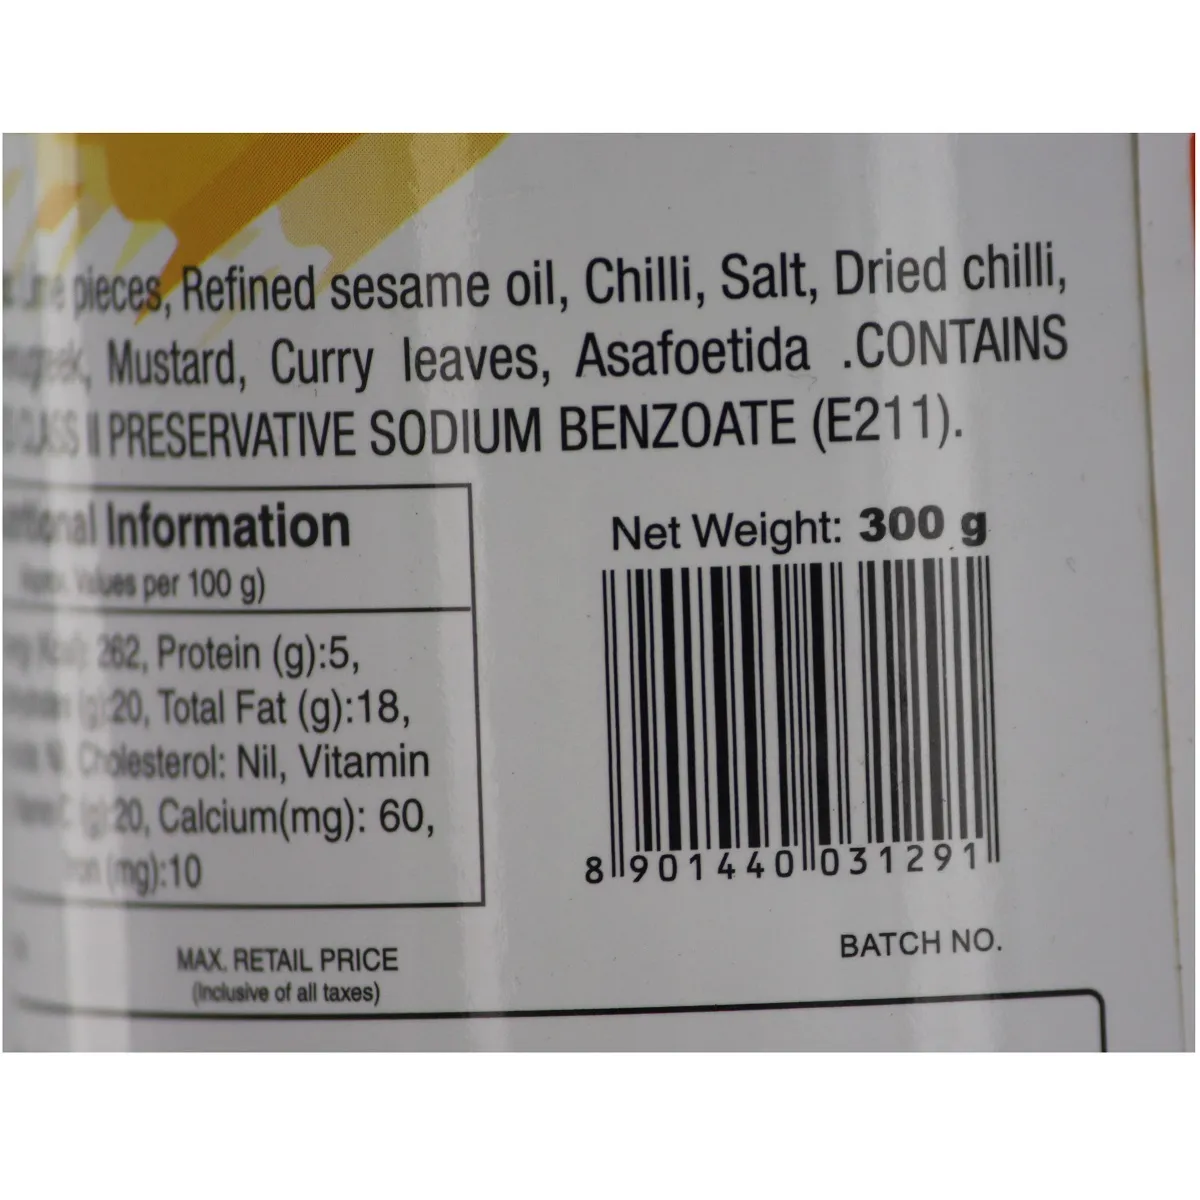 pieces, Refined sesame oil, Chilli, Salt, Dried chilli,
Mustard, Curry leaves, Asafoetida .CONTAINS
CLASS II PRESERVATIVE SODIUM BENZOATE (E211).
Information
Values per 100 g)
262, Protein (g):5,
(g):20, Total Fat (g):18,
Cholesterol: Nil, Vitamin
20, Calcium(mg): 60,
(mg):10
Net Weight: 300 g
8 901440 031291
MAX. RETAIL PRICE
(Inclusive of all taxes)
BATCH NO.